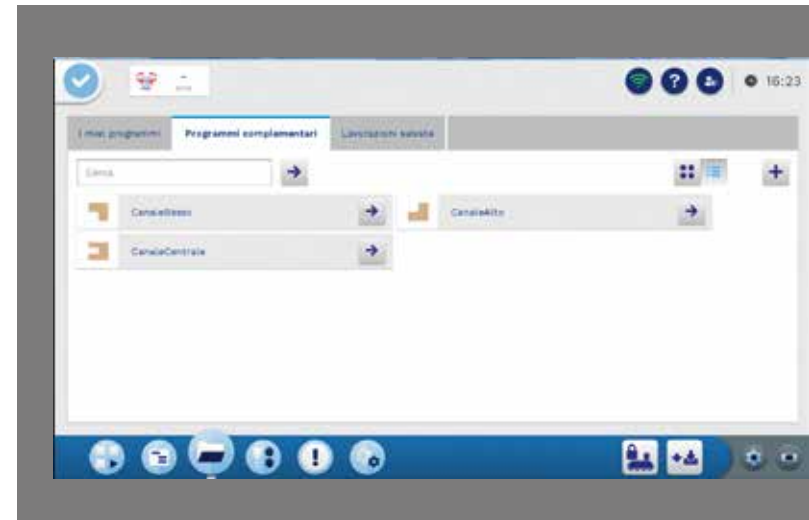 16:23
I miei programmi
Programmi complementari
Lavorazioni salvate
Cerca
CanaleBasso
CanaleAlto
CanaleCentrale